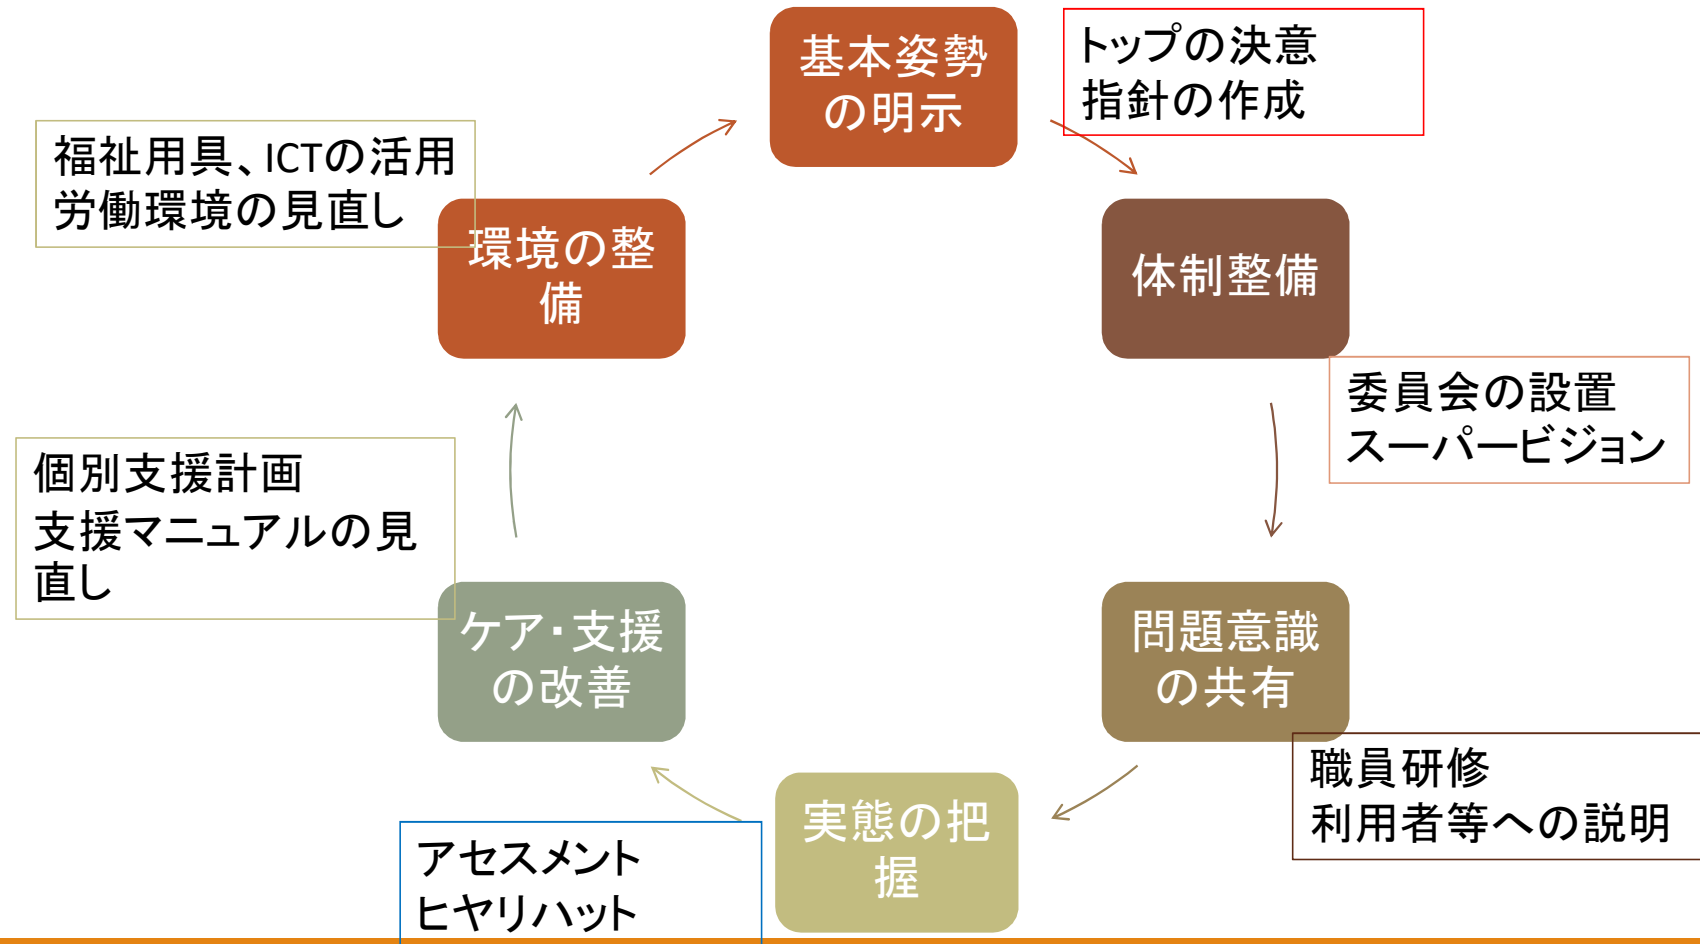 基本姿勢
の明示
トップの決意
指針の作成
体制整備
委員会の設置
スーパービジョン
問題意識
の共有
職員研修
利用者等への説明
実態の把
握
アセスメント
ヒヤリハット
ケア・支援
の改善
個別支援計画
支援マニュアルの見
直し
環境の整
備
福祉用具、ICTの活用
労働環境の見直し